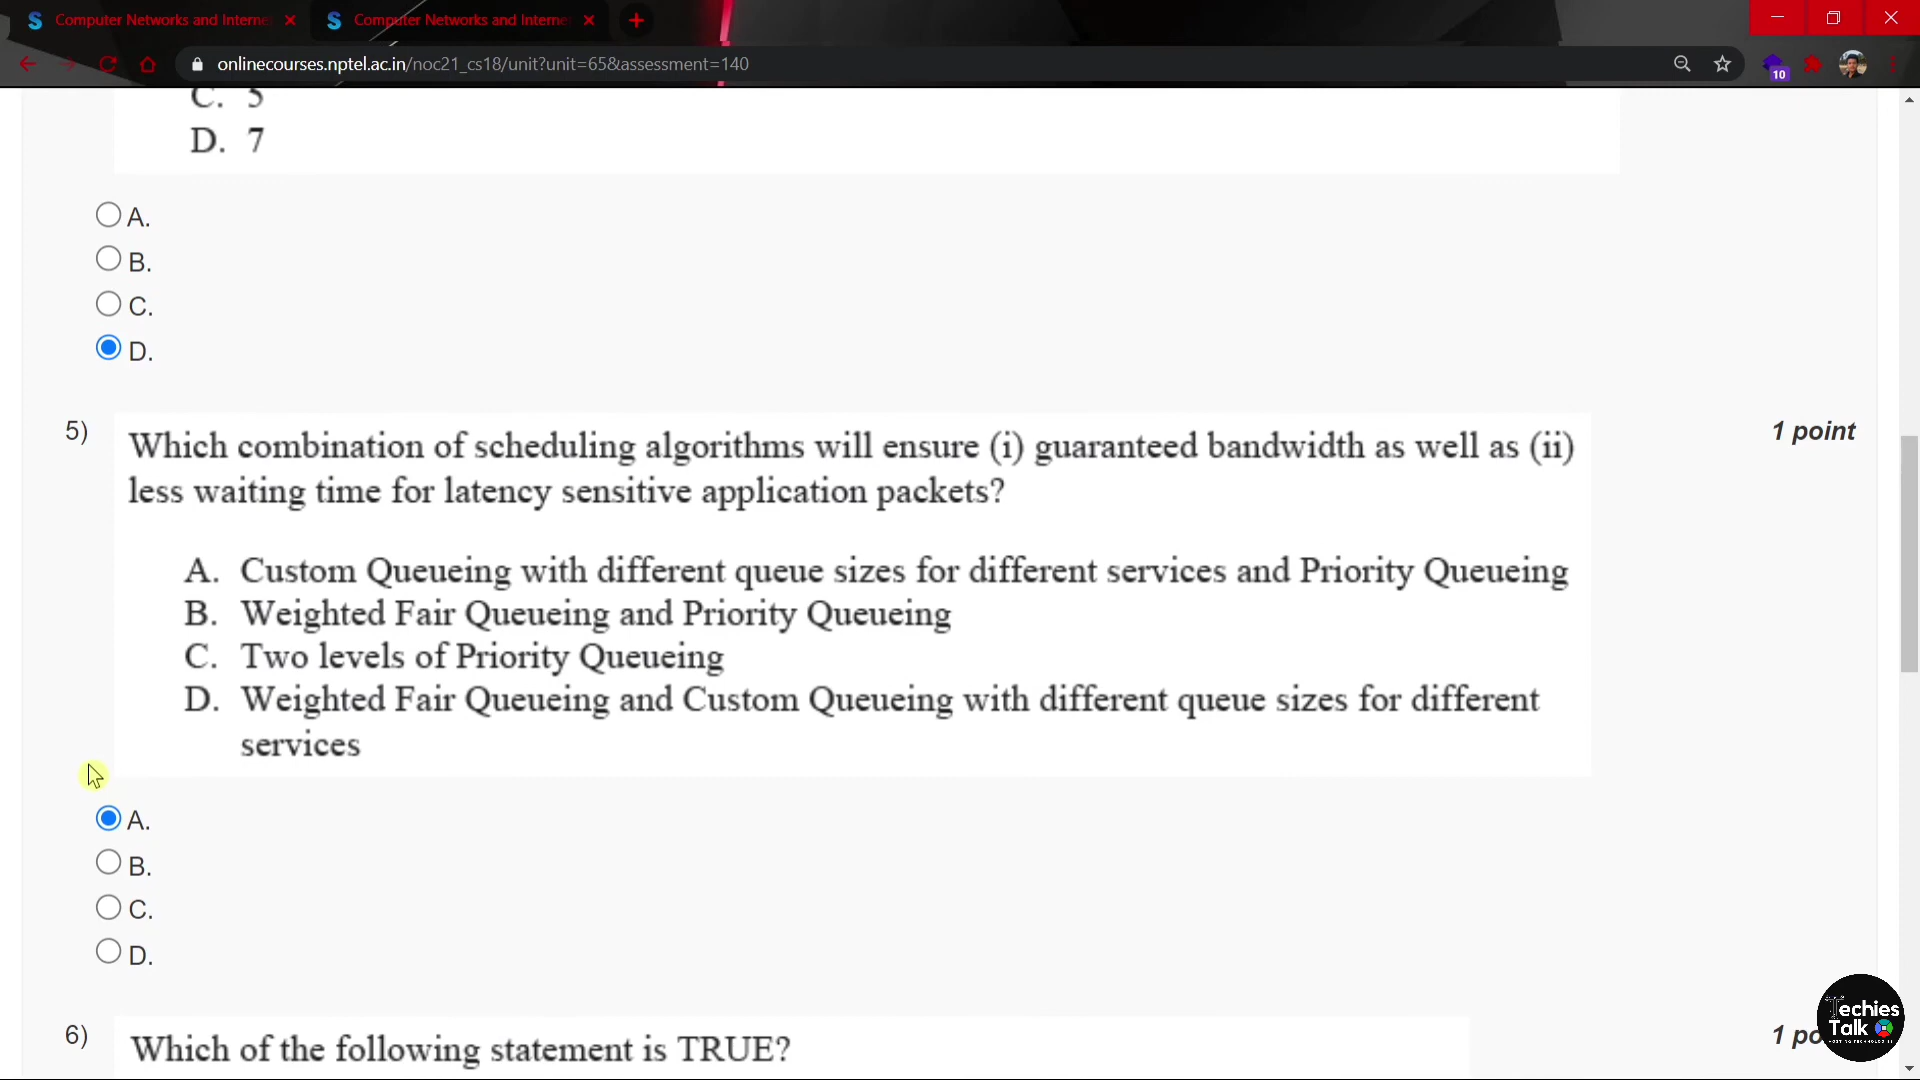 Computer Networks and Interne
Computer Networks and Interne
onlinecourses.nptel.ac.in/noc21_cs18/unit?unit=65&assessment=140
10
C. 5
D. 7
A.
B.
C.
D.
5)
1 point
Which combination of scheduling algorithms will ensure (i) guaranteed bandwidth as well as (ii)
less waiting time for latency sensitive application packets?
A. Custom Queueing with different queue sizes for different services and Priority Queueing
B. Weighted Fair Queueing and Priority Queueing
C. Two levels of Priority Queueing
D. Weighted Fair Queueing and Custom Queueing with different queue sizes for different
services
A.
B.
C.
D.
6)
1 po
Which of the following statement is TRUE?
Techies
Talk